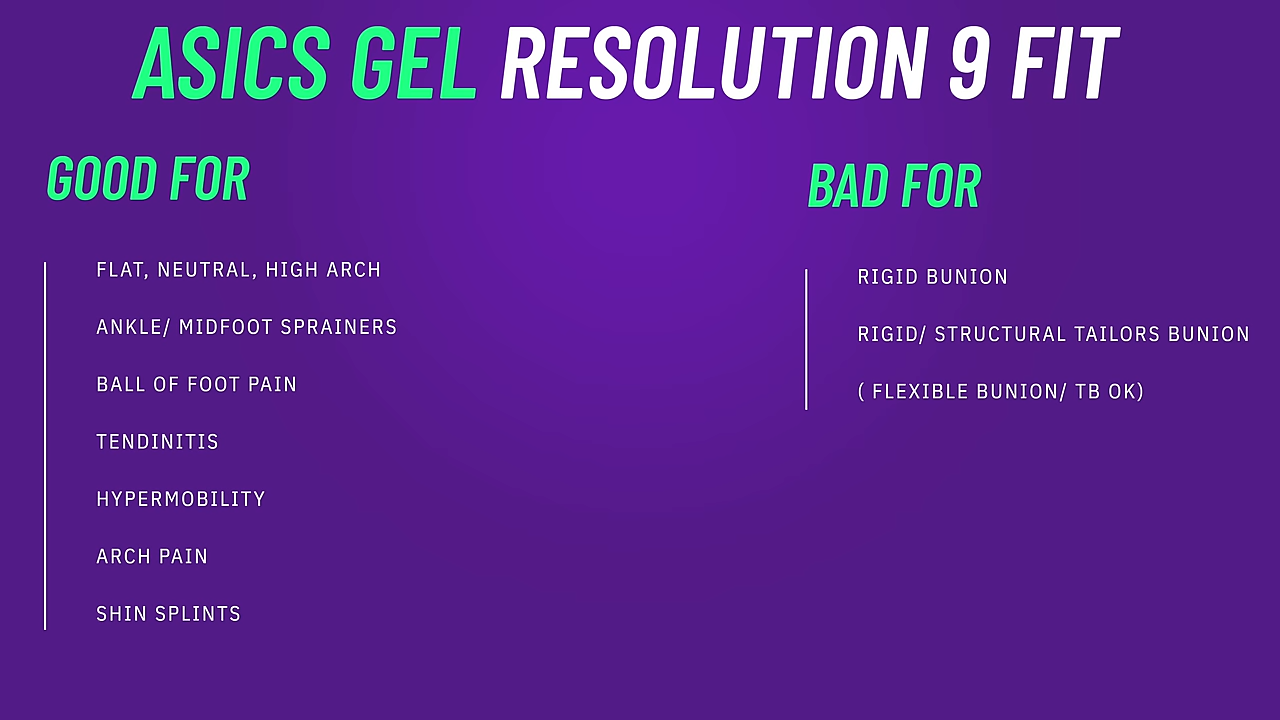 ASICS GEL RESOLUTION 9 FIT
GOOD FOR
FLAT, NEUTRAL, HIGH ARCH
ANKLE/ MIDFOOT SPRAINERS
BALL OF FOOT PAIN
TENDINITIS
HYPERMOBILITY
ARCH PAIN
SHIN SPLINTS
BAD FOR
RIGID BUNION
RIGID/ STRUCTURAL TAILORS BUNION
( FLEXIBLE BUNION/ TB OK)